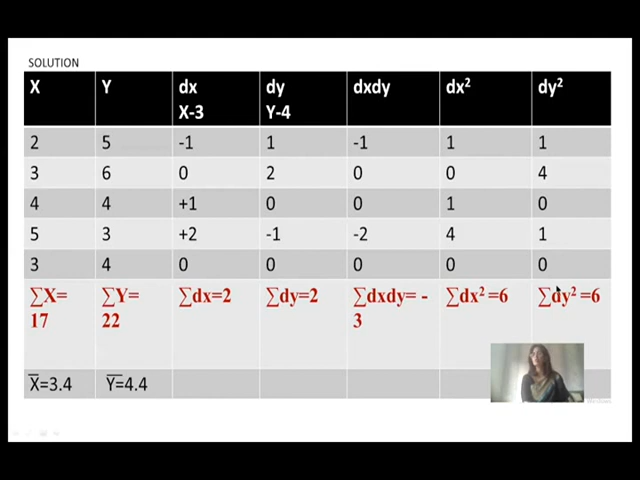 SOLUTION
X Y dx dy dxdy dx² dy²
X-3 Y-4
2 5 -1 1 -1 1 1
3 6 0 2 0 0 4
4 4 +1 0 0 1 0
5 3 +2 -1 -2 4 1
3 4 0 0 0 0 0
∑X= ∑Y= ∑dx=2 ∑dy=2 ∑dxdy= - ∑dx² =6 ∑dy² =6
17 22 3
X̅=3.4 Y̅=4.4